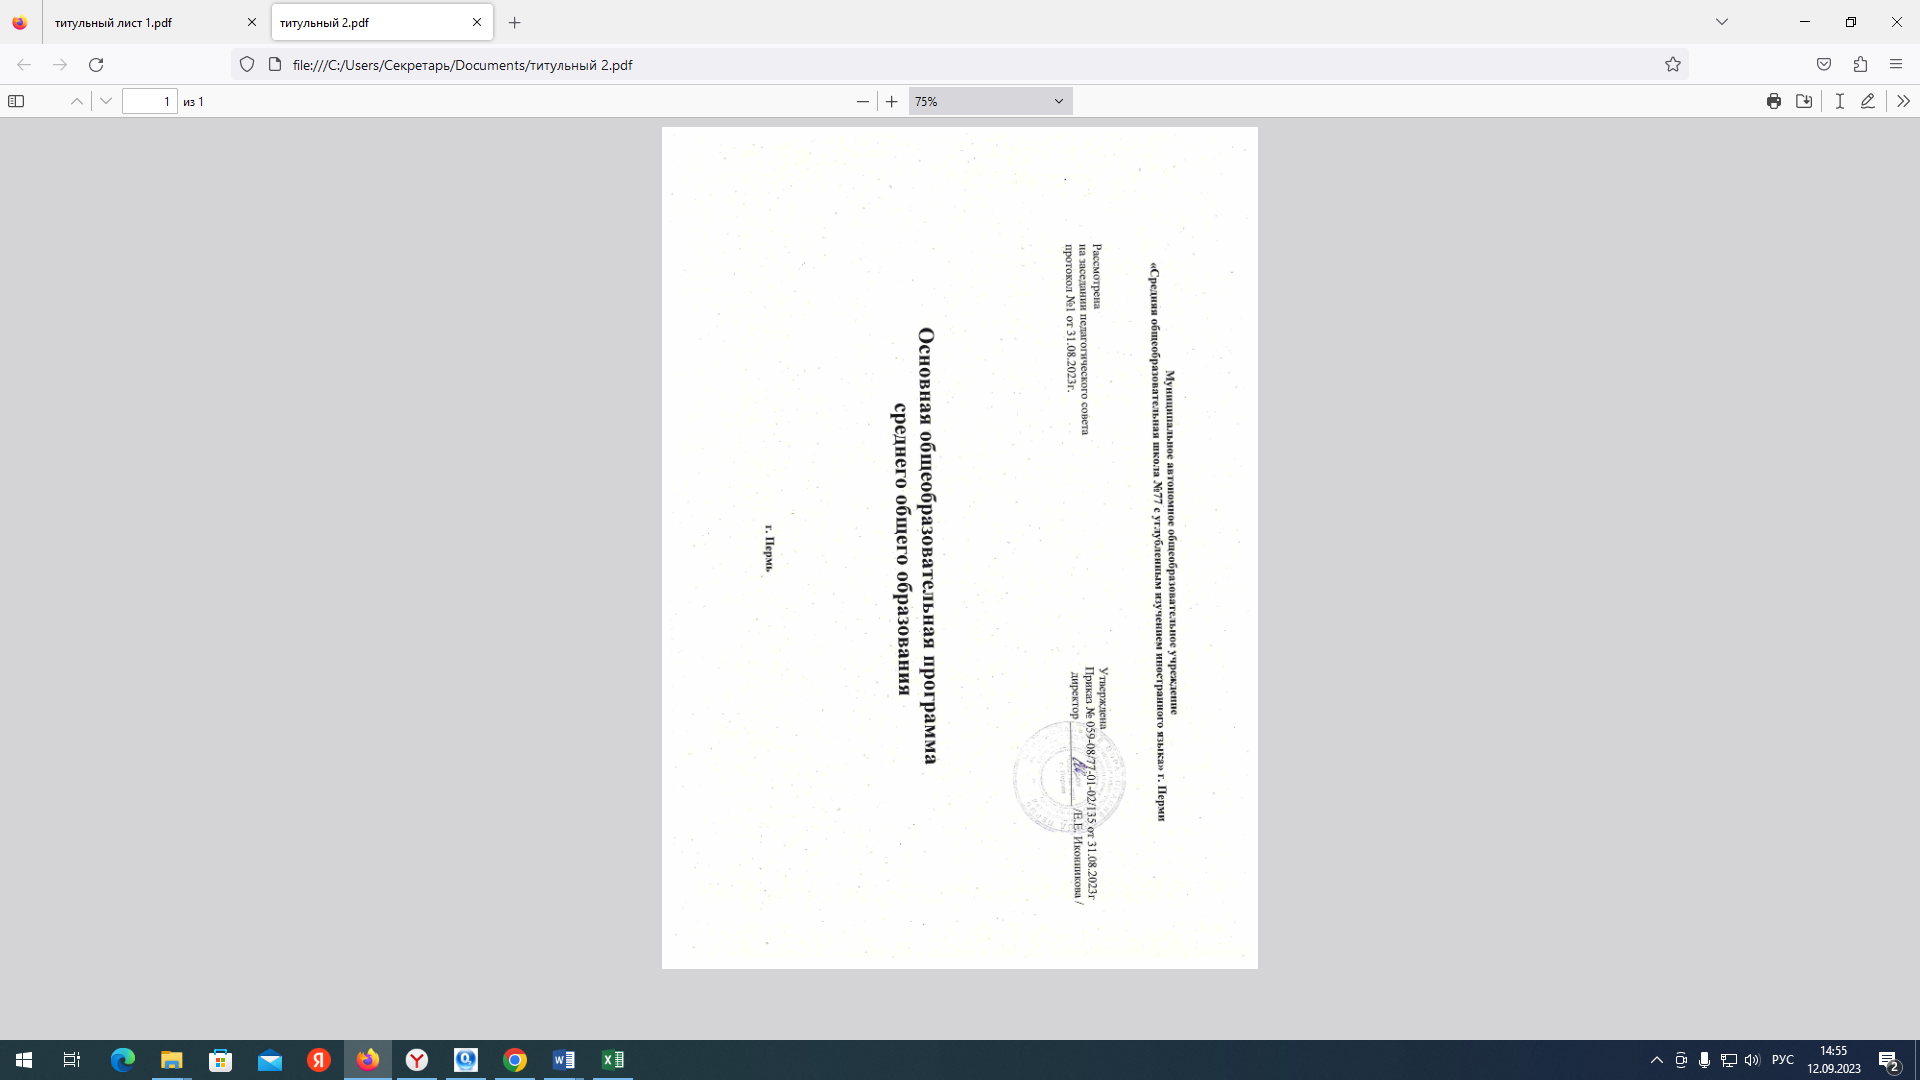 титульный лист 1.pdf
титульный 2.pdf
file:///C:/Users/Секретарь/Documents/титульный 2.pdf
1
из 1
75%
Муниципальное автономное общеобразовательное учреждение
«Средняя общеобразовательная школа №77 с углубленным изучением иностранного языка» г. Перми
Рассмотрена
на заседании педагогического совета
протокол №1 от 31.08.2023г.
Утверждена
Приказ № 059-08/77-01-02/135 от 31.08.2023г
директор /Е.Е. Иконникова /
Основная общеобразовательная программа
среднего общего образования
г. Пермь
РУС
14:55
12.09.2023
2